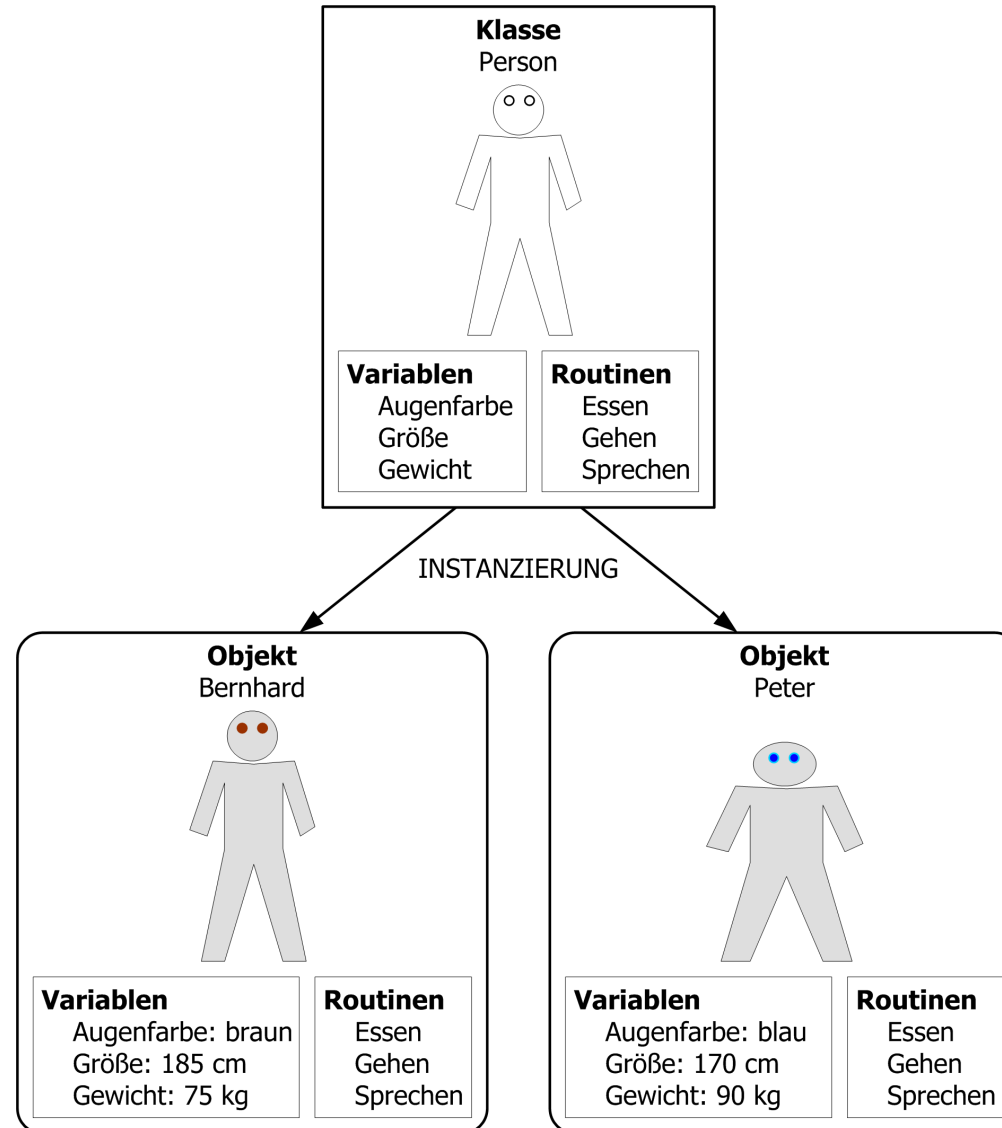 Klasse
Person
Variablen
Augenfarbe
Größe
Gewicht
Routinen
Essen
Gehen
Sprechen
INSTANZIERUNG
Objekt
Bernhard
Variablen
Augenfarbe: braun
Größe: 185 cm
Gewicht: 75 kg
Routinen
Essen
Gehen
Sprechen
Objekt
Peter
Variablen
Augenfarbe: blau
Größe: 170 cm
Gewicht: 90 kg
Routinen
Essen
Gehen
Sprechen